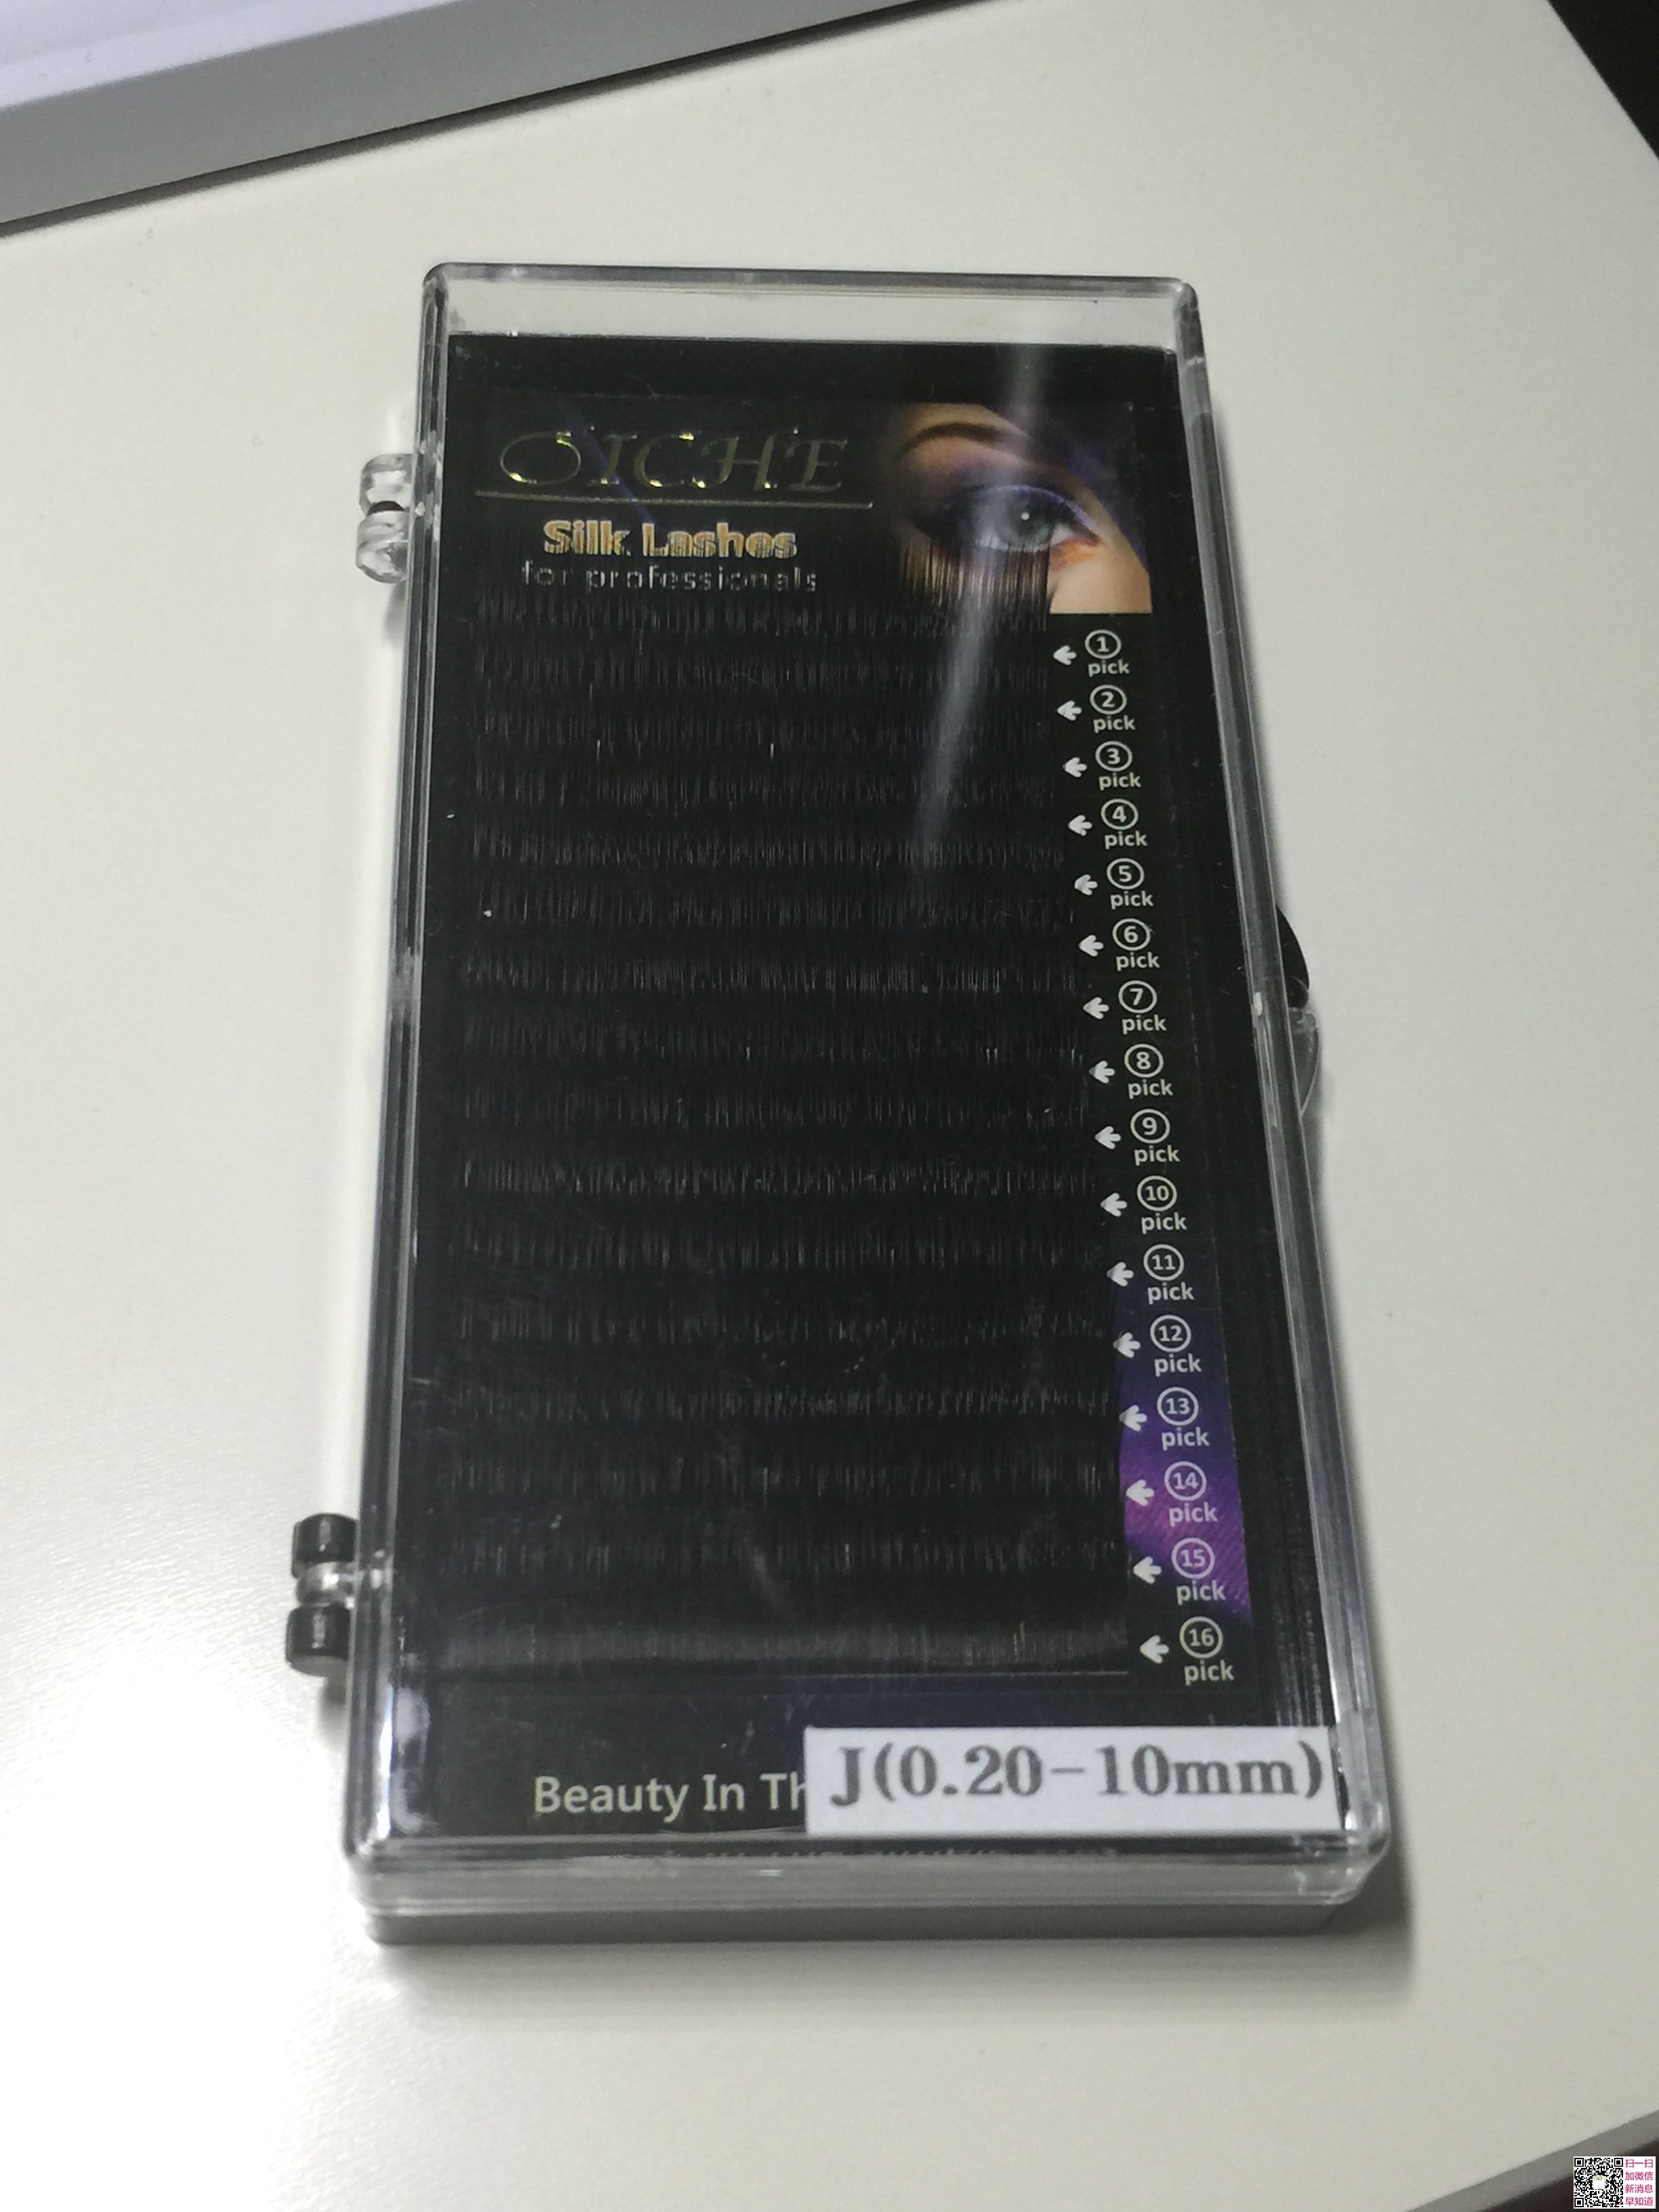 OICHE
Silk Lashes
for professionals
1
pick
2
pick
3
pick
4
pick
5
pick
6
pick
7
pick
8
pick
9
pick
10
pick
11
pick
12
pick
13
pick
14
pick
15
pick
16
pick
Beauty In Th
J(0.20-10mm)
扫一扫
加微信
新消息
早知道